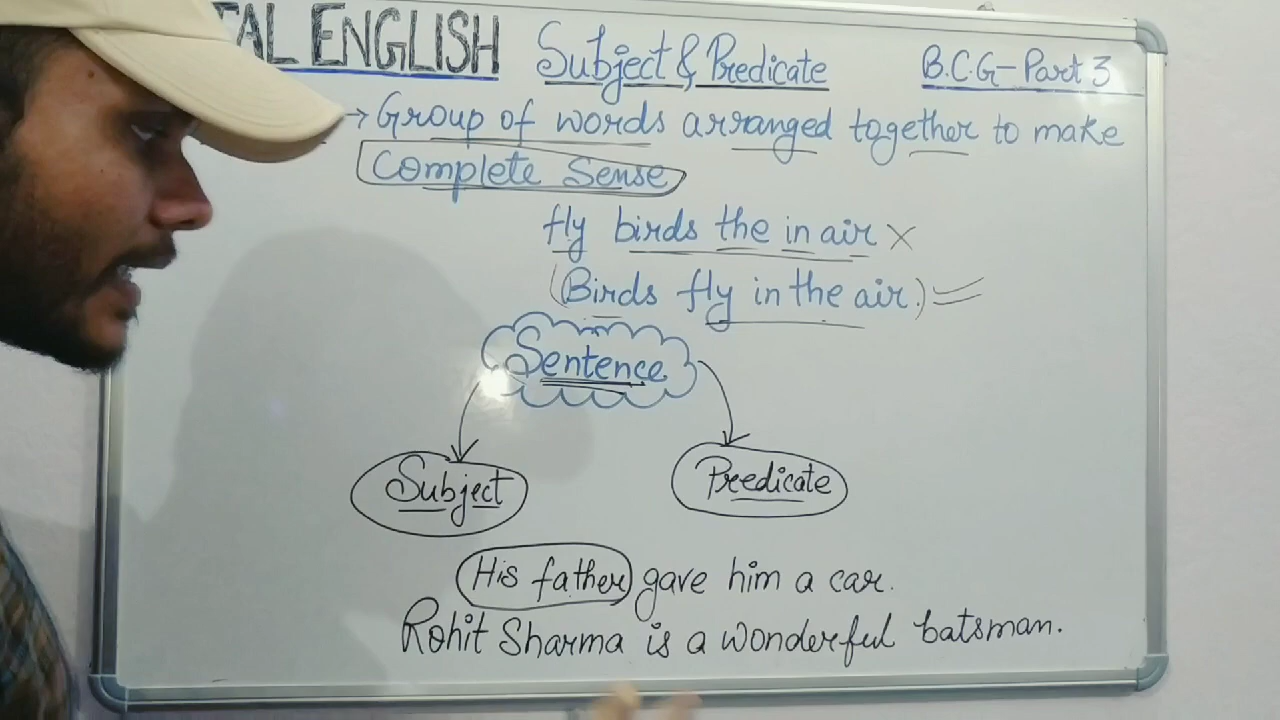 ENGLISH Subject & Predicate B.C.G-Part 3
→ Group of words arranged together to make
Complete Sense
fly birds the in air ×
(Birds fly in the air.)
Sentence
Subject Predicate
His father gave him a car.
Rohit Sharma is a wonderful batsman.